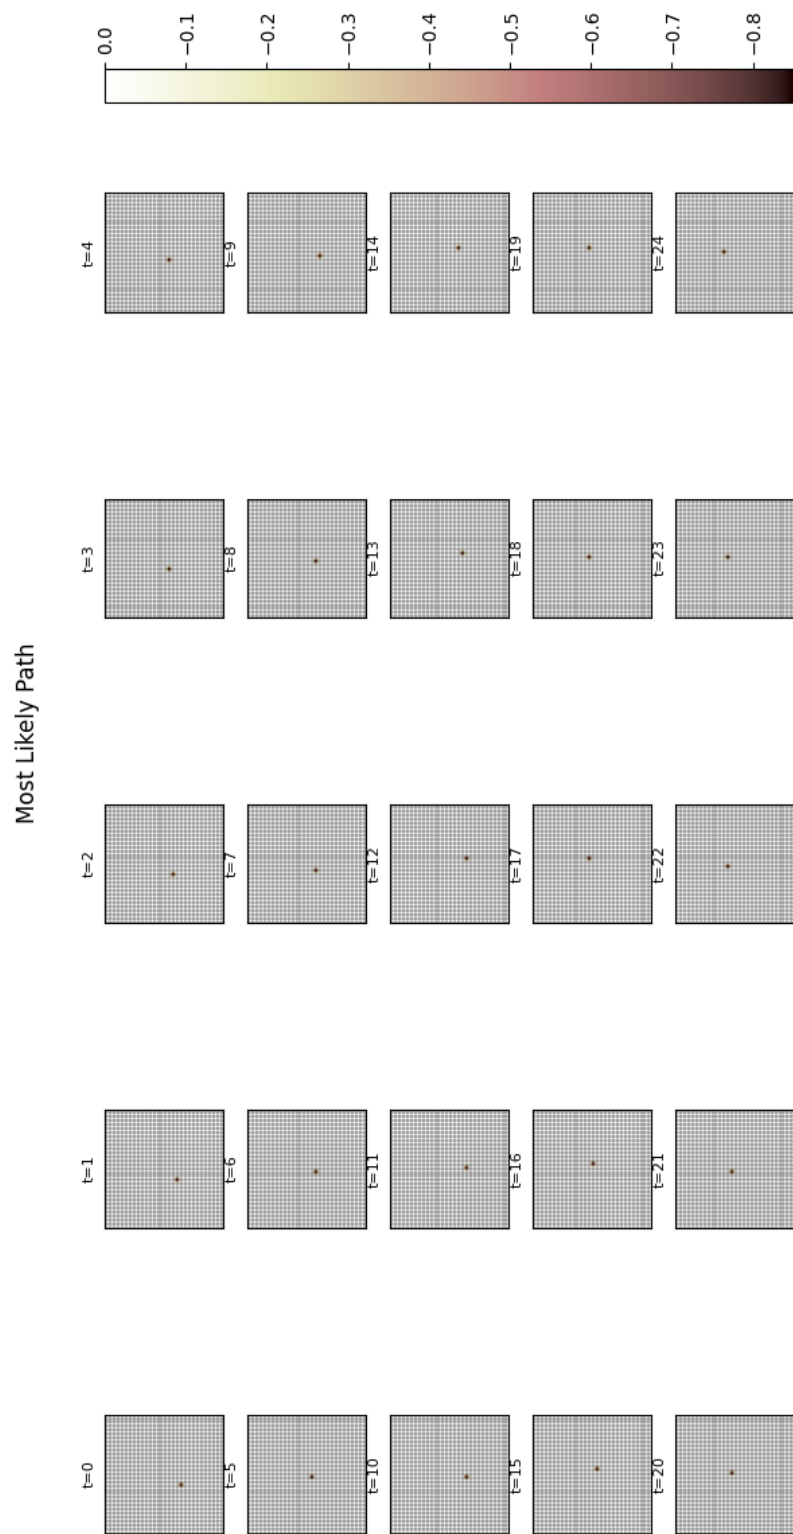 Most Likely Path
t=0
t=1
t=2
t=3
t=4
t=5
t=6
t=7
t=8
t=9
t=10
t=11
t=12
t=13
t=14
t=15
t=16
t=17
t=18
t=19
t=20
t=21
t=22
t=23
t=24
0.0
−0.1
−0.2
−0.3
−0.4
−0.5
−0.6
−0.7
−0.8